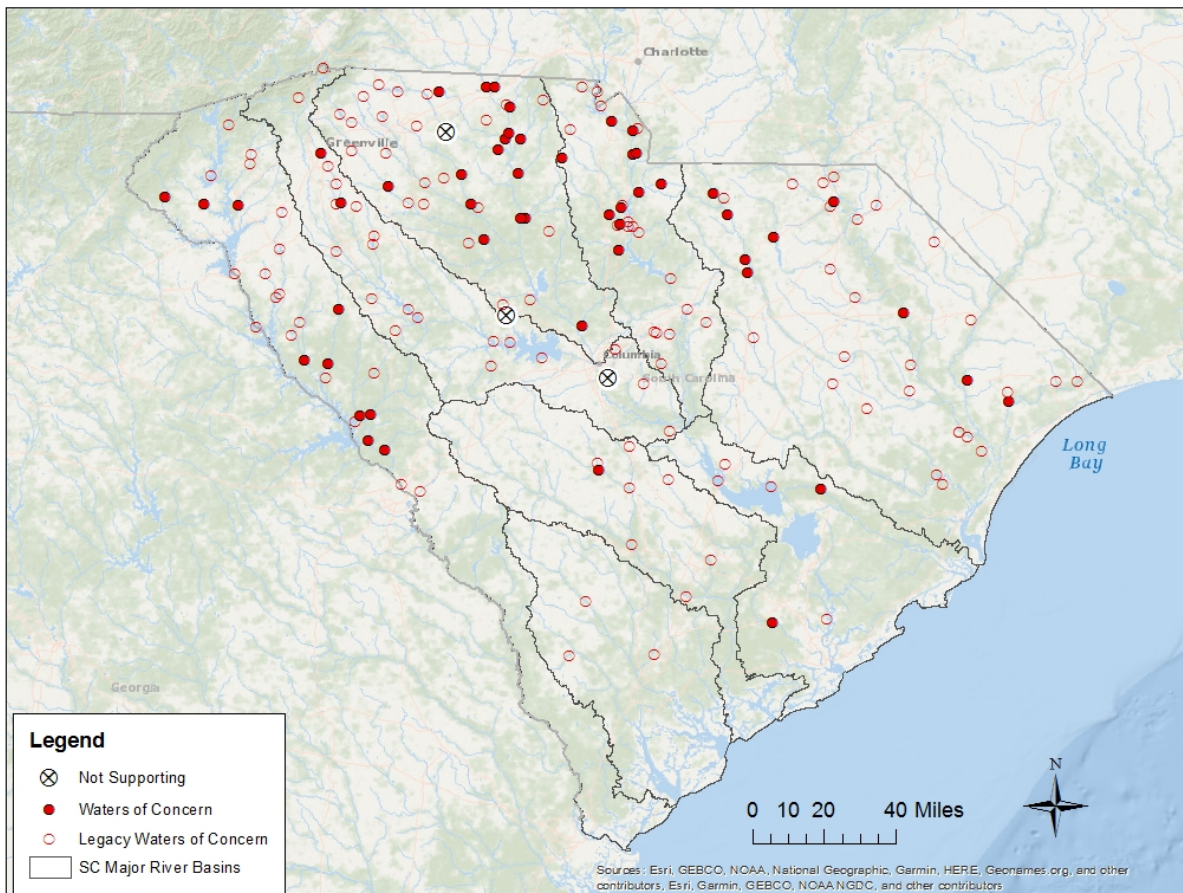 Charlotte
Greenville
Columbia
South Carolina
Long
Bay
Georgia
Legend
Not Supporting
Waters of Concern
Legacy Waters of Concern
SC Major River Basins
N
0 10 20 40 Miles
Sources: Esri, GEBCO, NOAA, National Geographic, Garmin, HERE, Geonames.org, and other
contributors, Esri, Garmin, GEBCO, NOAA NGDC, and other contributors